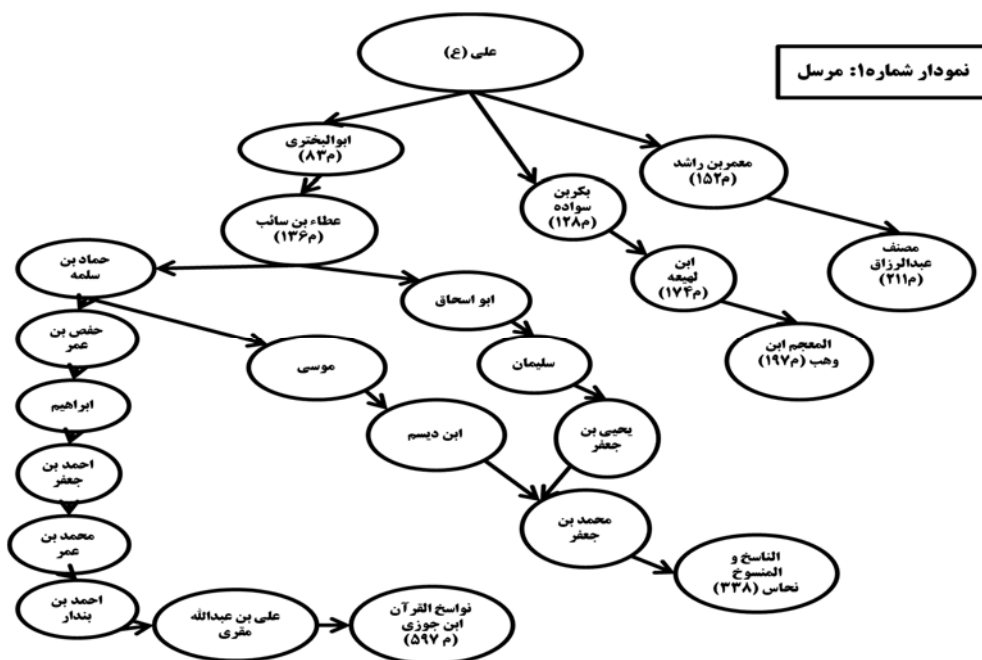 نمودار شماره۱: مرسل
علی (ع)
ابوالبختری
(م۸۳)
معمربن راشد
(م۱۵۲)
بکربن
سواده
(م۱۲۸)
عطاء بن سائب
(م۱۳۶)
مصنف
عبدالرزاق
(م۲۱۱)
حماد بن
سلمه
ابن
لهیعه
(م۱۷۴)
ابو اسحاق
حفص بن
عمر
المعجم ابن
وهب (م۱۹۷)
سلیمان
موسی
ابراهیم
یحیی بن
جعفر
ابن دیسم
احمد بن
جعفر
محمد بن
جعفر
محمد بن
عمر
الناسخ و
المنسوخ
نحاس (۳۳۸)
احمد بن
بندار
علی بن عبدالله
مقری
نواسخ القرآن
ابن جوزی
(م ۵۹۷)